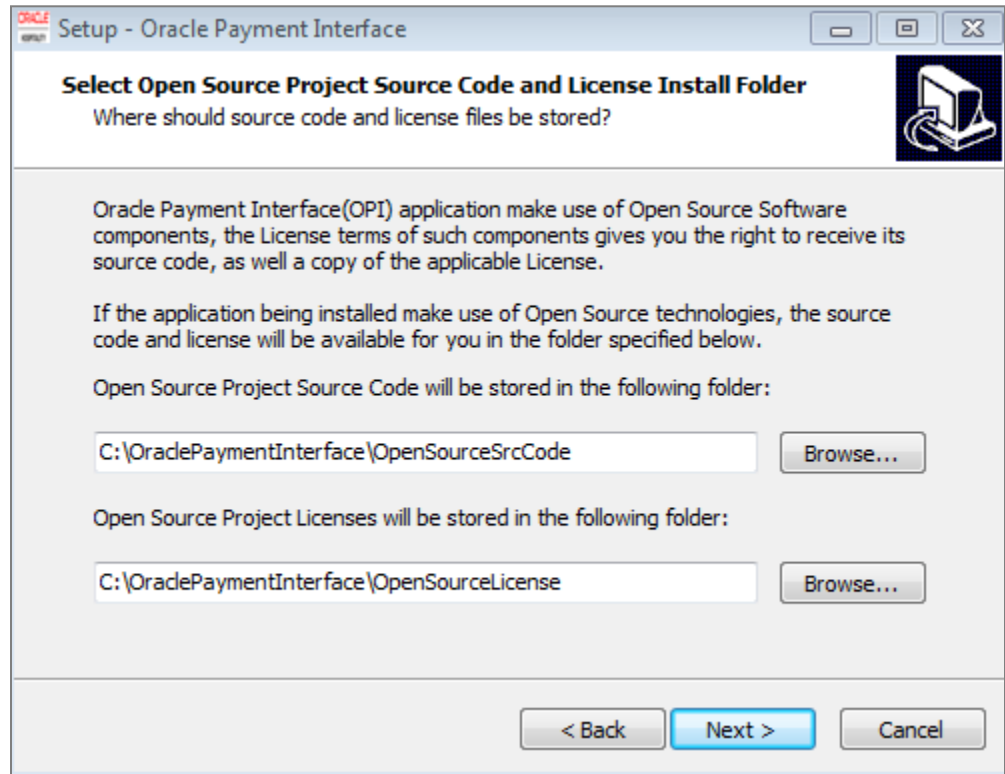 ORACLE
Setup - Oracle Payment Interface
Select Open Source Project Source Code and License Install Folder
Where should source code and license files be stored?
Oracle Payment Interface(OPI) application make use of Open Source Software
components, the License terms of such components gives you the right to receive its
source code, as well a copy of the applicable License.
If the application being installed make use of Open Source technologies, the source
code and license will be available for you in the folder specified below.
Open Source Project Source Code will be stored in the following folder:
C:\OraclePaymentInterface\OpenSourceSrcCode
Browse...
Open Source Project Licenses will be stored in the following folder:
C:\OraclePaymentInterface\OpenSourceLicense
Browse...
< Back
Next >
Cancel